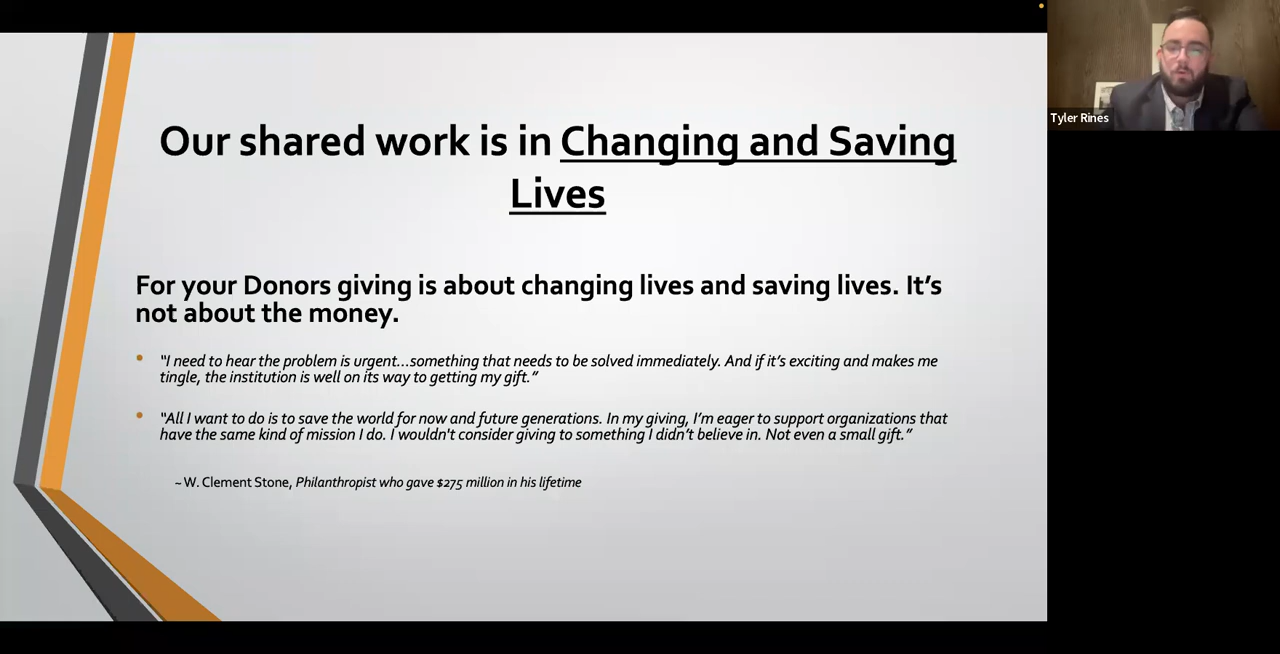 Our shared work is in Changing and Saving
Lives
For your Donors giving is about changing lives and saving lives. It’s
not about the money.
• “I need to hear the problem is urgent…something that needs to be solved immediately. And if it’s exciting and makes me
tingle, the institution is well on its way to getting my gift.”
• “All I want to do is to save the world for now and future generations. In my giving, I’m eager to support organizations that
have the same kind of mission I do. I wouldn't consider giving to something I didn’t believe in. Not even a small gift.”
~ W. Clement Stone, Philanthropist who gave $275 million in his lifetime
Tyler Rines